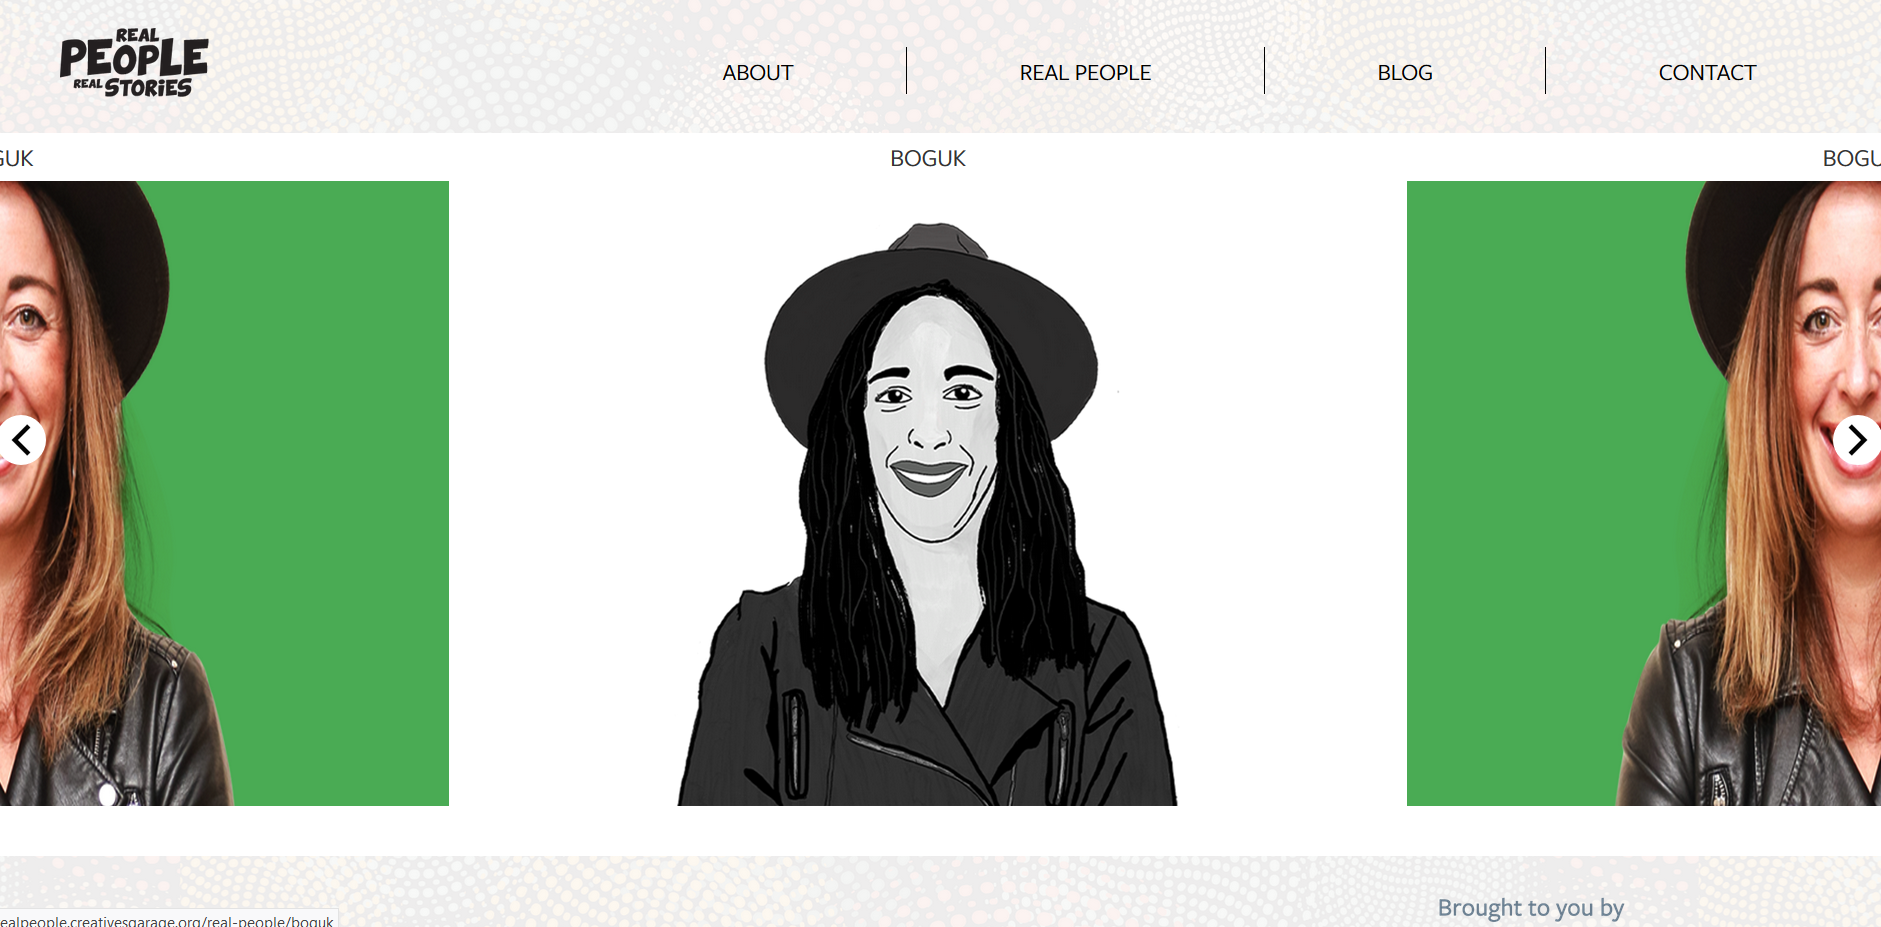 REAL
PEOPLE
REAL STORiES
ABOUT
REAL PEOPLE
BLOG
CONTACT
GUK
BOGUK
BOGU
Brought to you by
ealpeople.creativesgarage.org/real-people/boguk